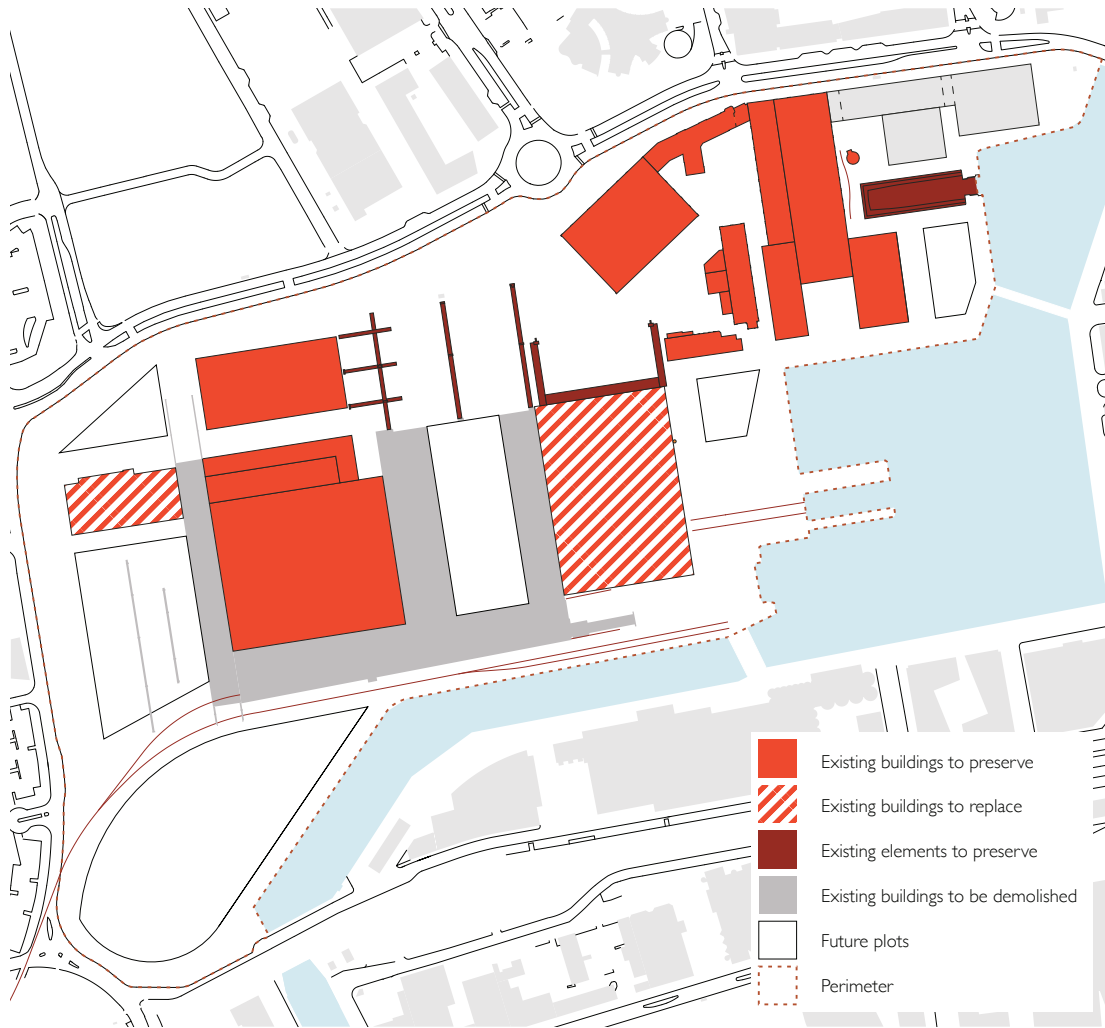 Existing buildings to preserve
Existing buildings to replace
Existing elements to preserve
Existing buildings to be demolished
Future plots
Perimeter